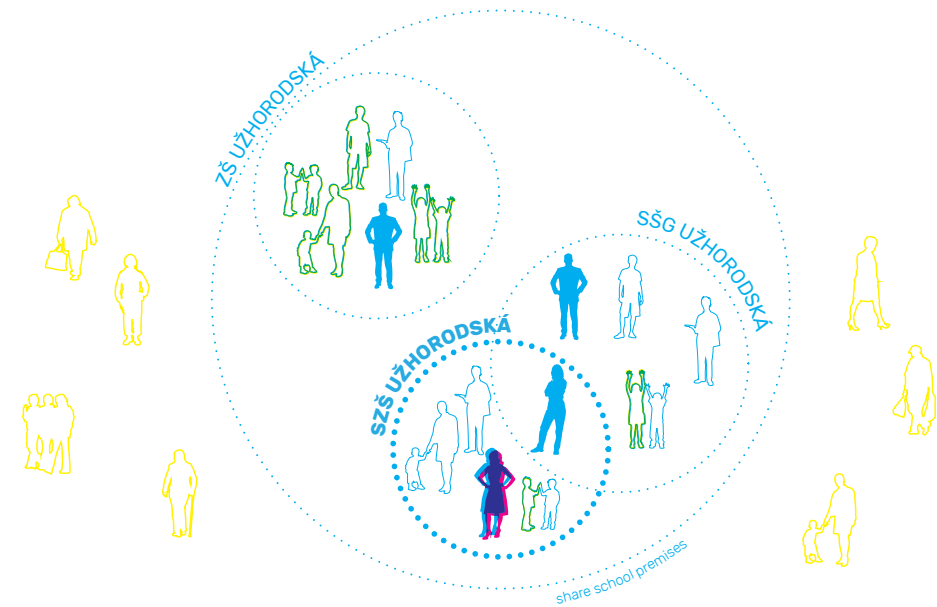 ZŠ UŽHORODSKÁ
SŠG UŽHORODSKÁ
SZŠ UŽHORODSKÁ
share school premises